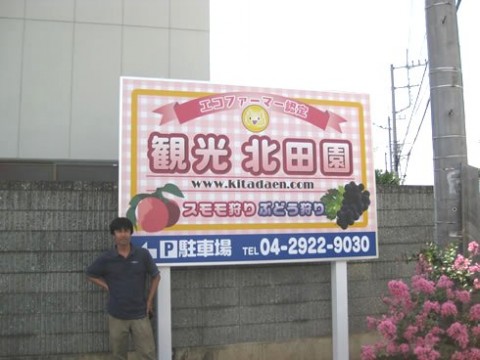 エコファーマー認定
観光 北田園
www.kitadaen.com
スモモ狩り ぶどう狩り
P 駐車場 TEL 04-2922-9030